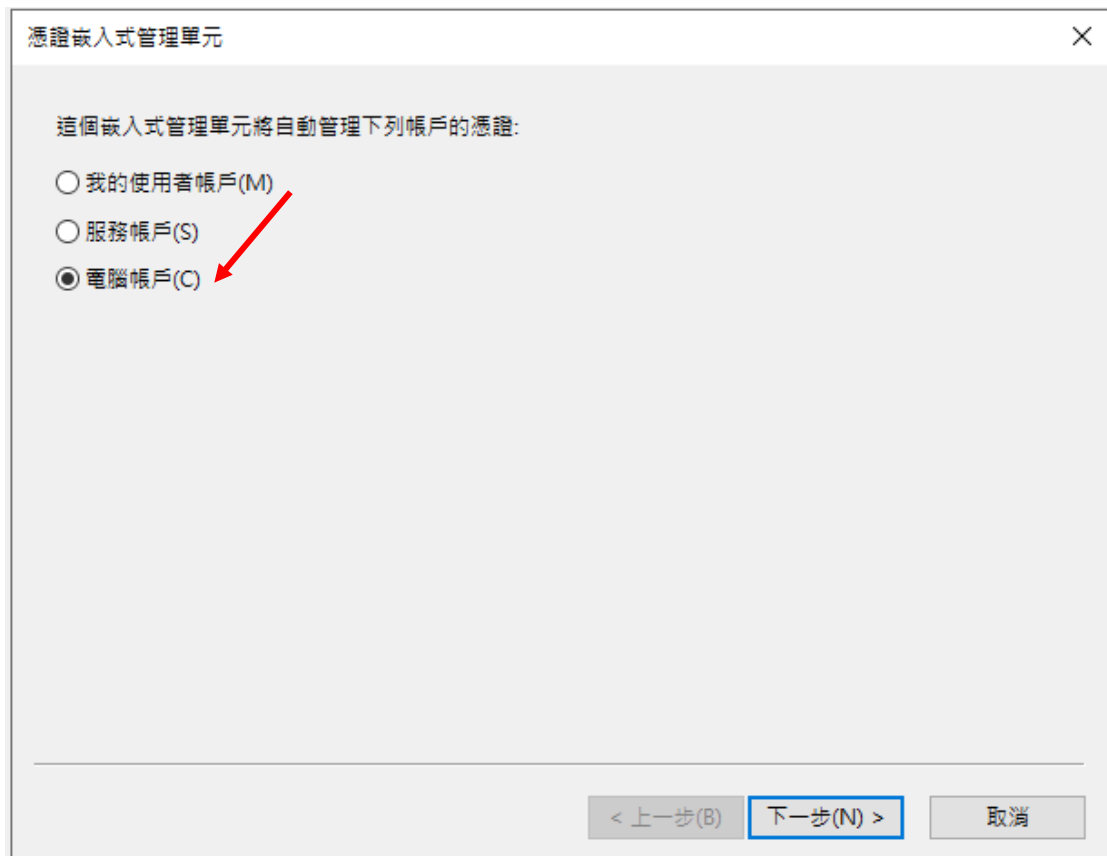 憑證嵌入式管理單元
這個嵌入式管理單元將自動管理下列帳戶的憑證:
我的使用者帳戶(M)
服務帳戶(S)
電腦帳戶(C)
< 上一步(B) 下一步(N) > 取消